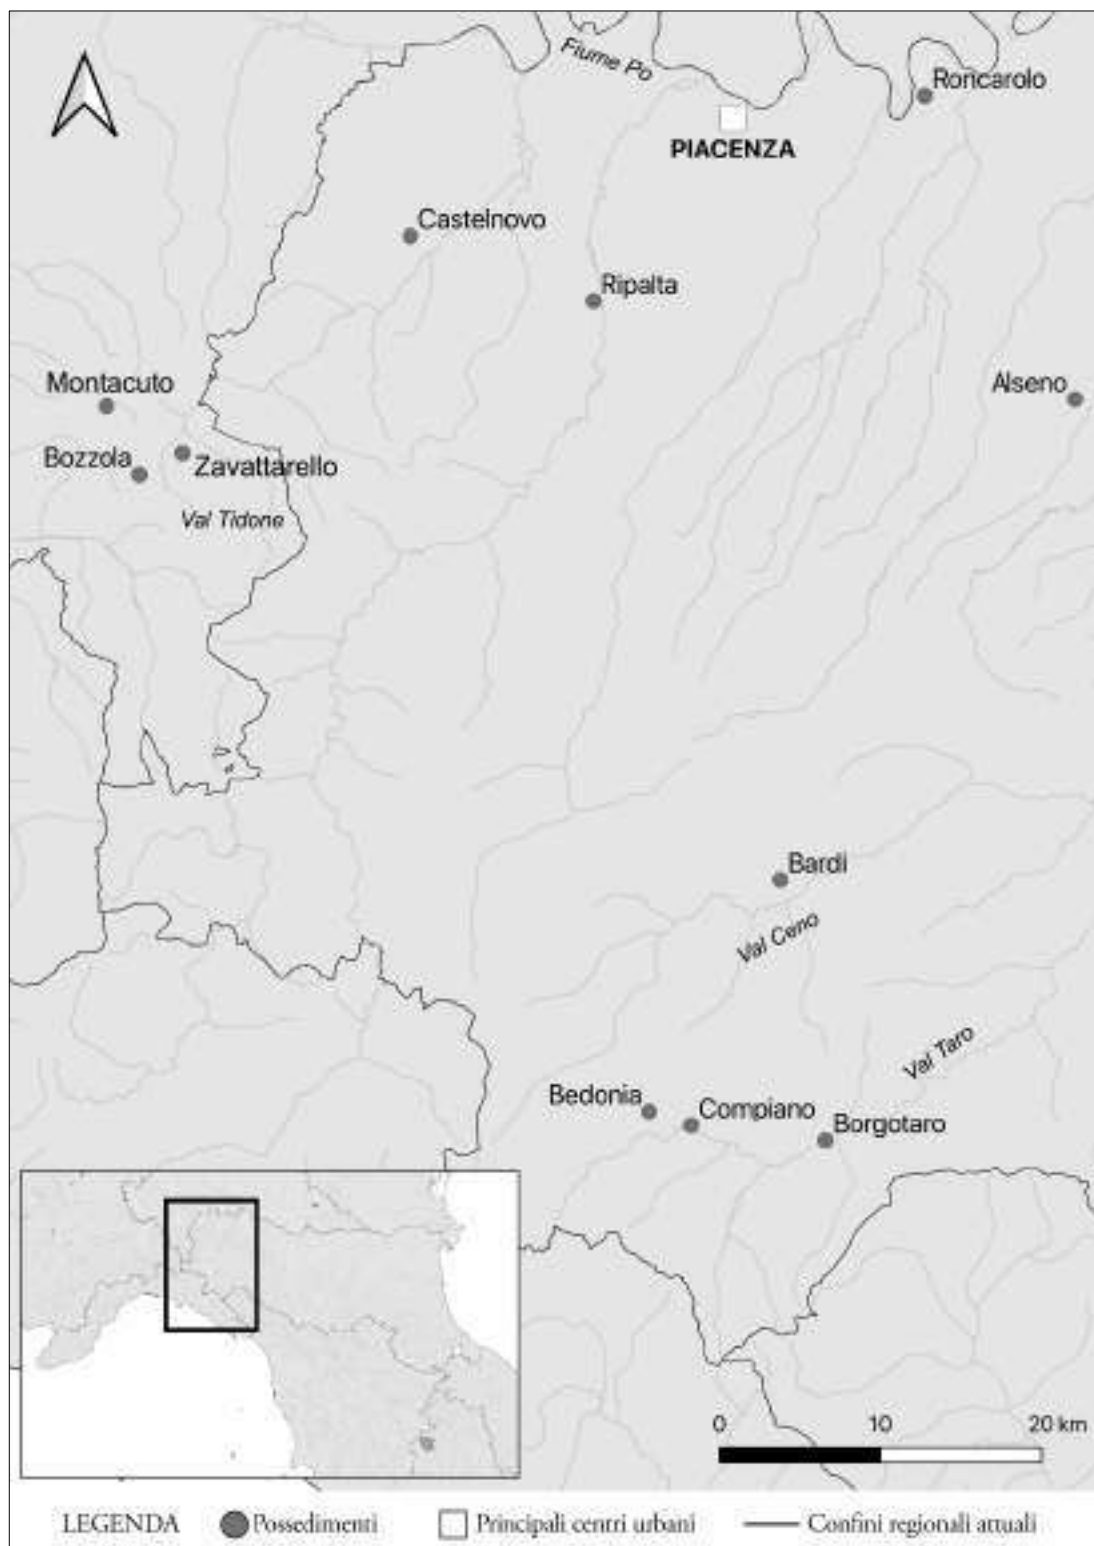 Fiume Po
Roncarolo
PIACENZA
Castelnovo
Ripalta
Montacuto
Alseno
Bozzola
Zavattarello
Val Tidone
Bardi
Val Ceno
Val Taro
Bedonia
Compiano
Borgotaro
0 10 20 km
LEGENDA Possedimenti Principali centri urbani Confini regionali attuali